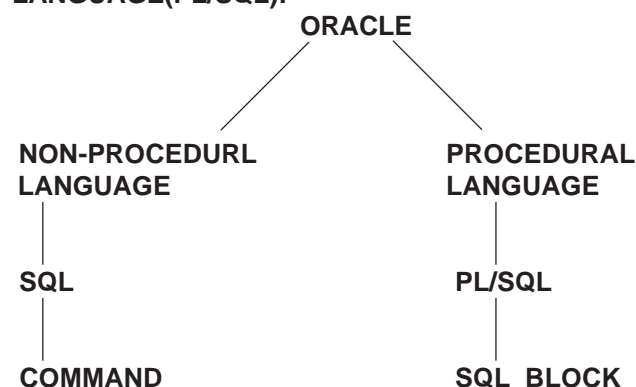 LANGUAGE(PL/SQL).
ORACLE
NON-PROCEDURL
LANGUAGE
PROCEDURAL
LANGUAGE
SQL
PL/SQL
COMMAND
SQL BLOCK